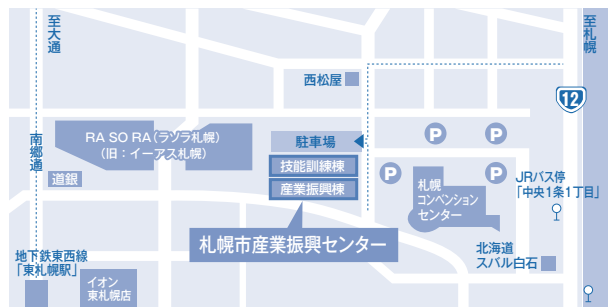 至大通
至札幌
西松屋
12
南郷通
RA SO RA(ラソラ札幌)
(旧:イーアス札幌)
駐車場
P
P
P
P
技能訓練棟
産業振興棟
道銀
札幌
コンベンション
センター
JRバス停
「中央1条1丁目」
札幌市産業振興センター
地下鉄東西線
「東札幌駅」
イオン
東札幌店
北海道
スバル白石